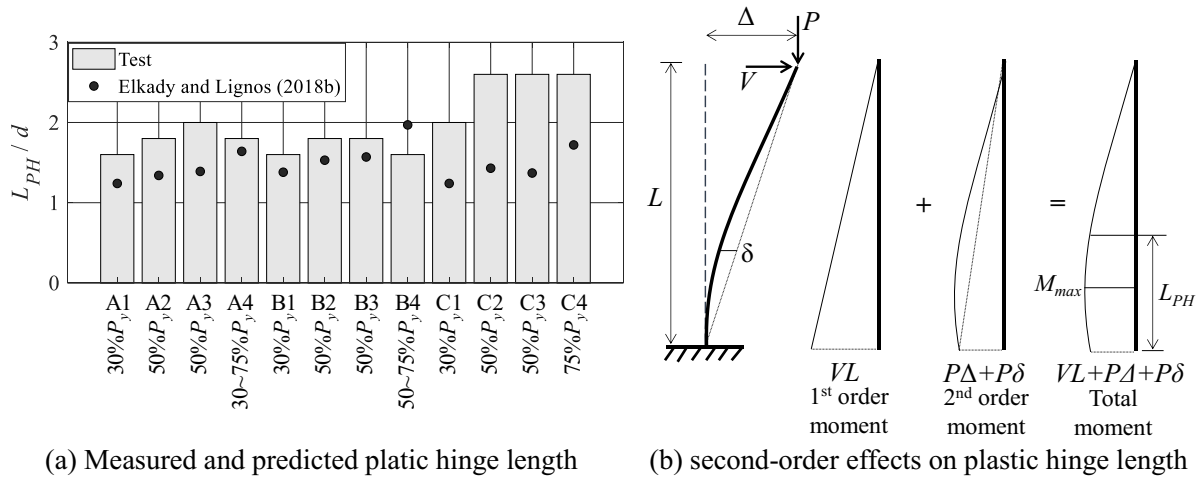 3
2
1
0
L_PH / d
Test
Elkady and Lignos (2018b)
A1 A2 A3 A4 B1 B2 B3 B4 C1 C2 C3 C4
30%P_y 50%P_y 50%P_y 30~75%P_y 30%P_y 50%P_y 50%P_y 50~75%P_y 30%P_y 50%P_y 50%P_y 75%P_y
(a) Measured and predicted platic hinge length
Δ P
V
L
δ
+ =
M_max
L_PH
VL PΔ+Pδ VL+PΔ+Pδ
1st order 2nd order Total
moment moment moment
(b) second-order effects on plastic hinge length